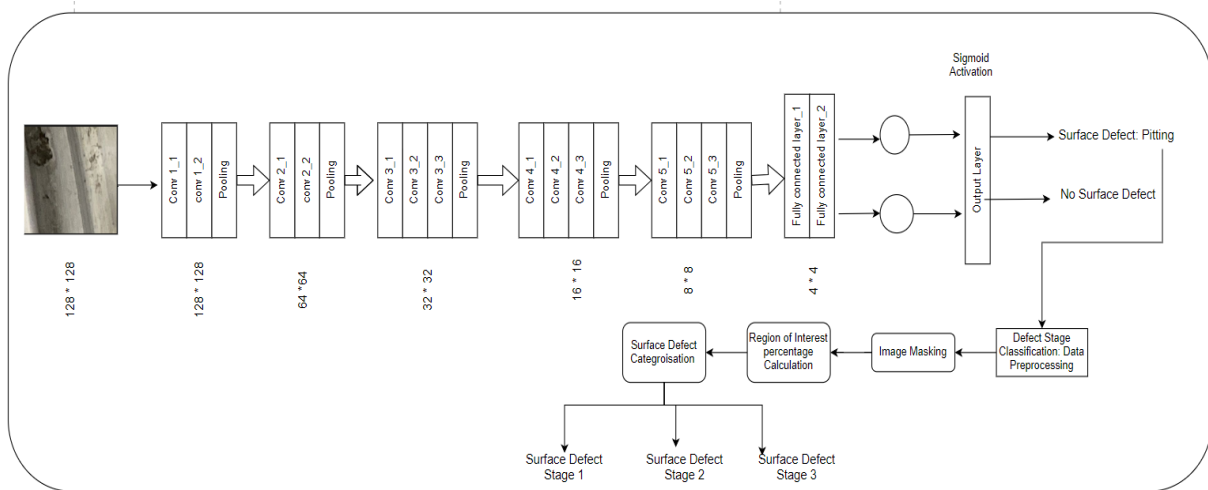 Sigmoid
Activation
Conv 1_1
conv 1_2
Pooling
Conv 2_1
conv 2_2
Pooling
Conv 3_1
Conv 3_2
Conv 3_3
Pooling
Conv 4_1
Conv 4_2
Conv 4_3
Pooling
Conv 5_1
Conv 5_2
Conv 5_3
Pooling
Fully connected layer_1
Fully connected layer_2
Output Layer
Surface Defect: Pitting
No Surface Defect
128 * 128
128 * 128
64 *64
32 * 32
16 * 16
8 * 8
4 * 4
Defect Stage
Classification: Data
Preprocessing
Image Masking
Region of Interest
percentage
Calculation
Surface Defect
Categroisation
Surface Defect
Stage 1
Surface Defect
Stage 2
Surface Defect
Stage 3